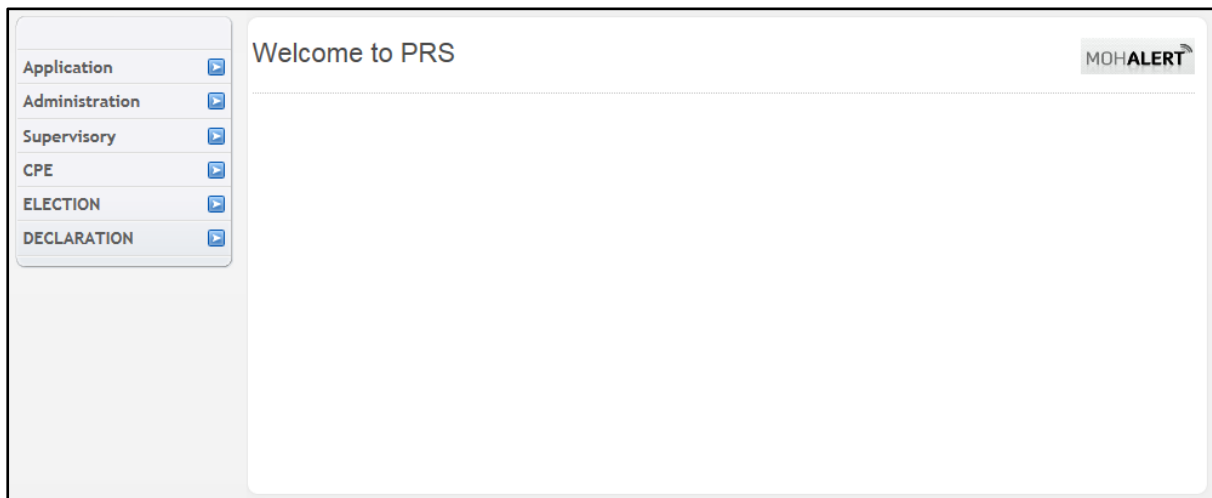 Application
Administration
Supervisory
CPE
ELECTION
DECLARATION
Welcome to PRS
MOHALERT